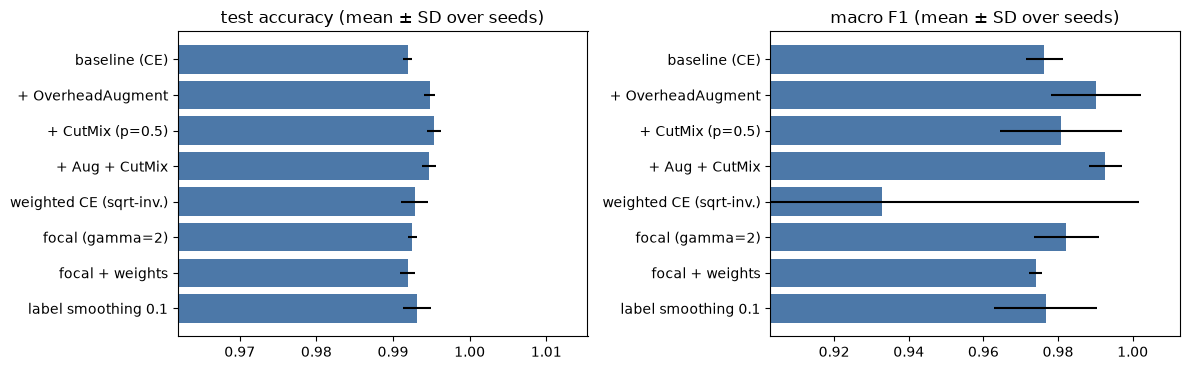 test accuracy (mean ± SD over seeds)
baseline (CE)
+ OverheadAugment
+ CutMix (p=0.5)
+ Aug + CutMix
weighted CE (sqrt-inv.)
focal (gamma=2)
focal + weights
label smoothing 0.1
0.97 0.98 0.99 1.00 1.01
macro F1 (mean ± SD over seeds)
baseline (CE)
+ OverheadAugment
+ CutMix (p=0.5)
+ Aug + CutMix
weighted CE (sqrt-inv.)
focal (gamma=2)
focal + weights
label smoothing 0.1
0.92 0.94 0.96 0.98 1.00